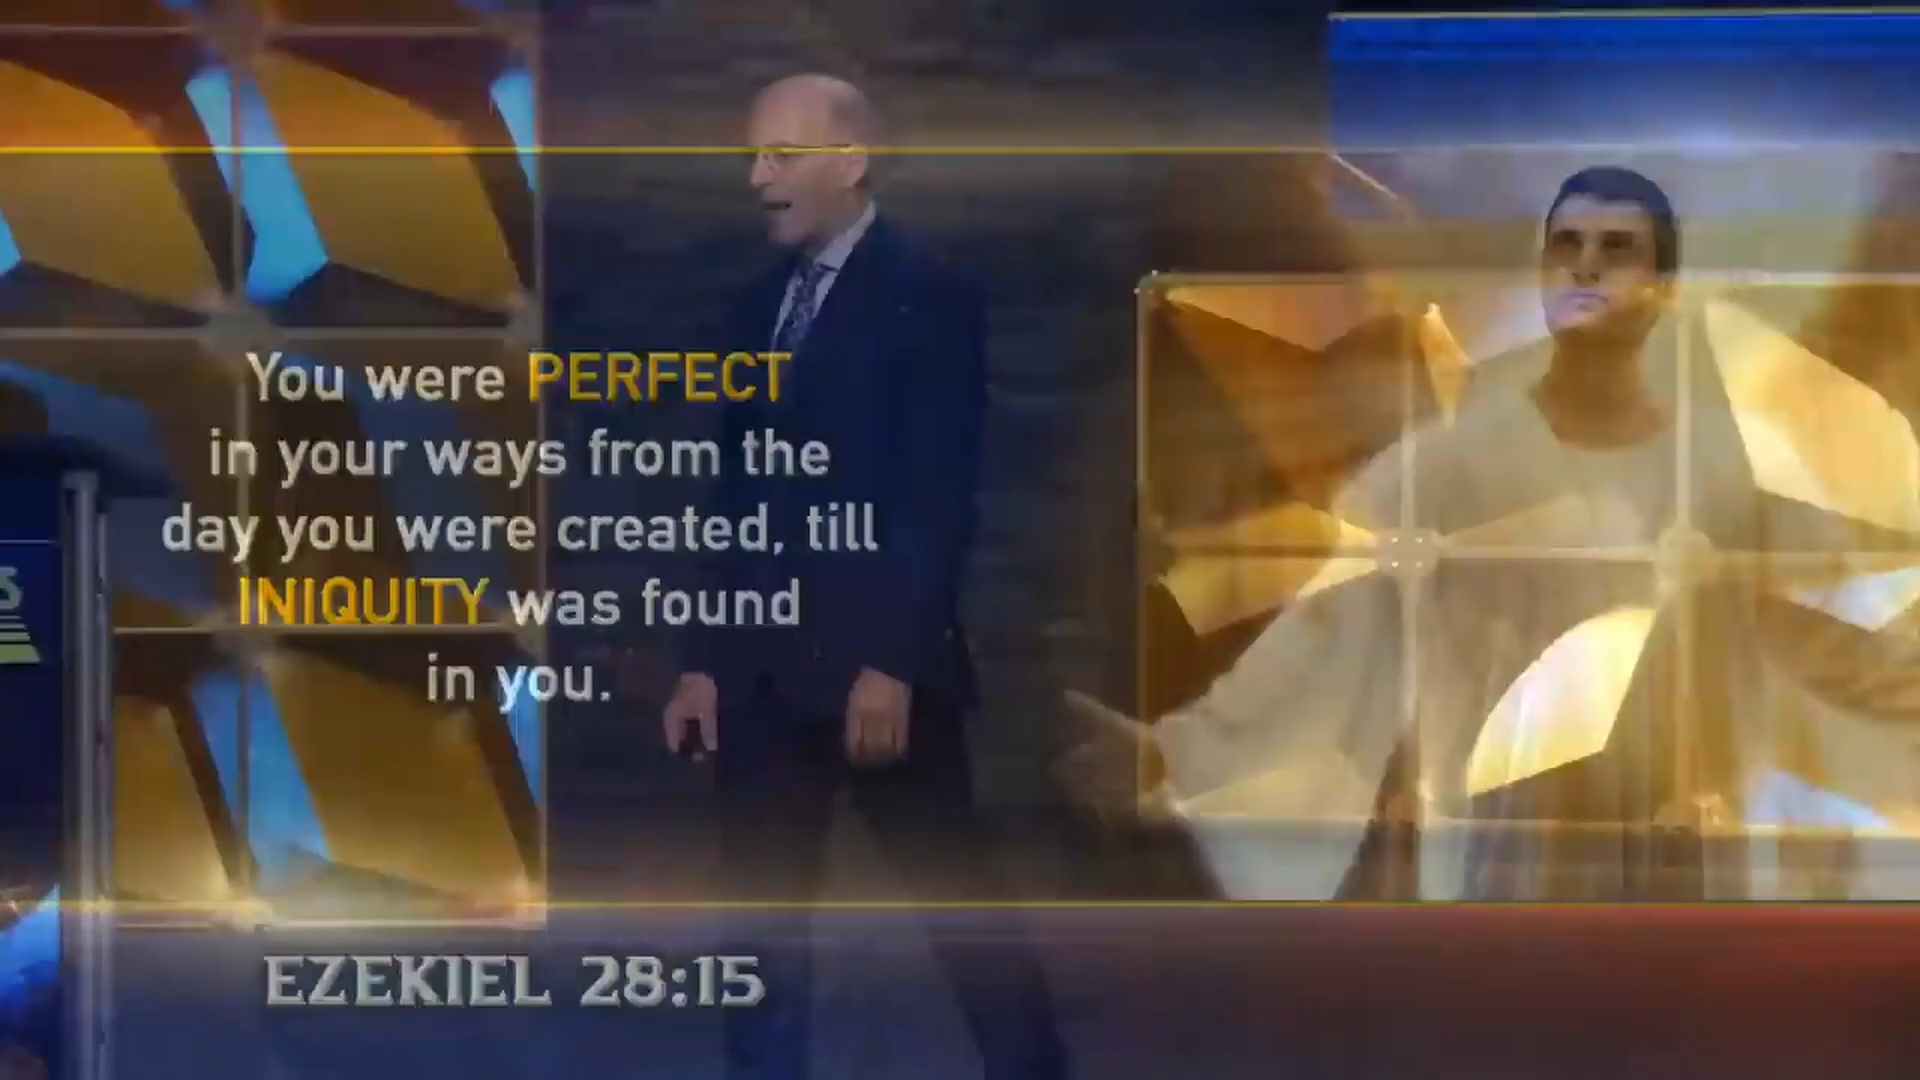 You were PERFECT
in your ways from the
day you were created, till
INIQUITY was found
in you.
EZEKIEL 28:15